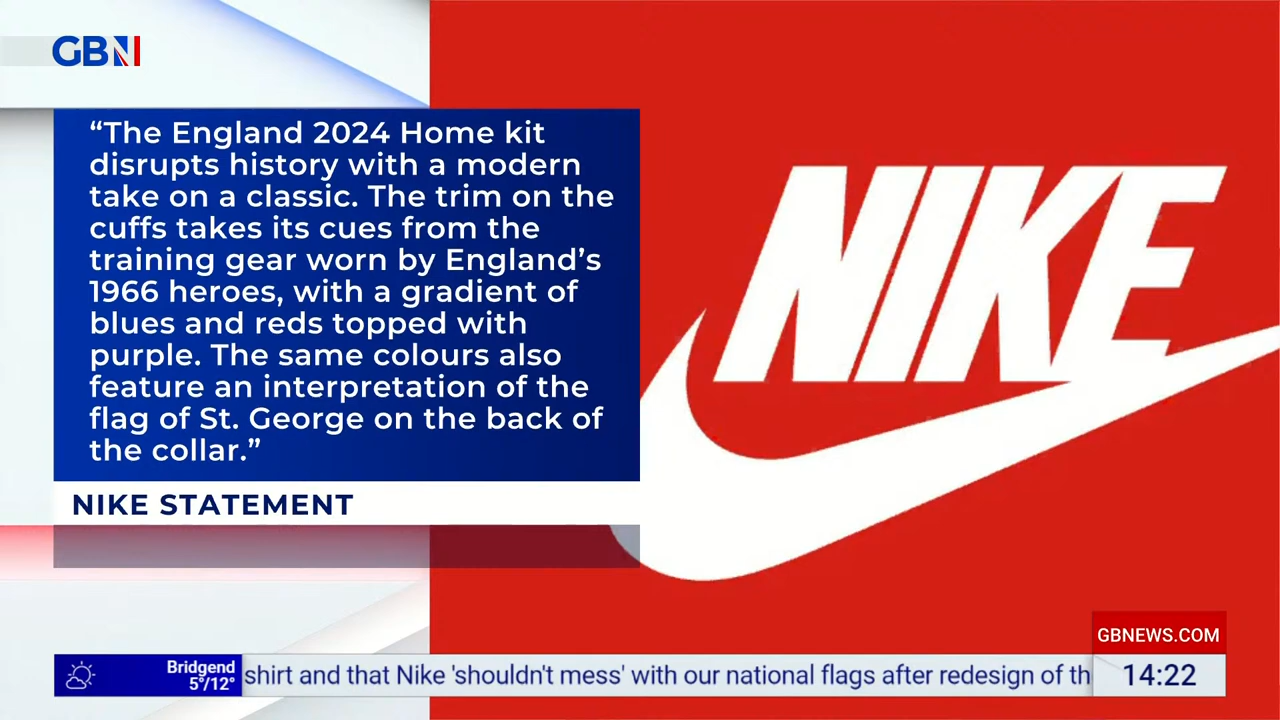 GBN
“The England 2024 Home kit
disrupts history with a modern
take on a classic. The trim on the
cuffs takes its cues from the
training gear worn by England’s
1966 heroes, with a gradient of
blues and reds topped with
purple. The same colours also
feature an interpretation of the
flag of St. George on the back of
the collar.”
NIKE STATEMENT
NIKE
GBNEWS.COM
Bridgend
5°/12°
shirt and that Nike 'shouldn't mess' with our national flags after redesign of th
14:22